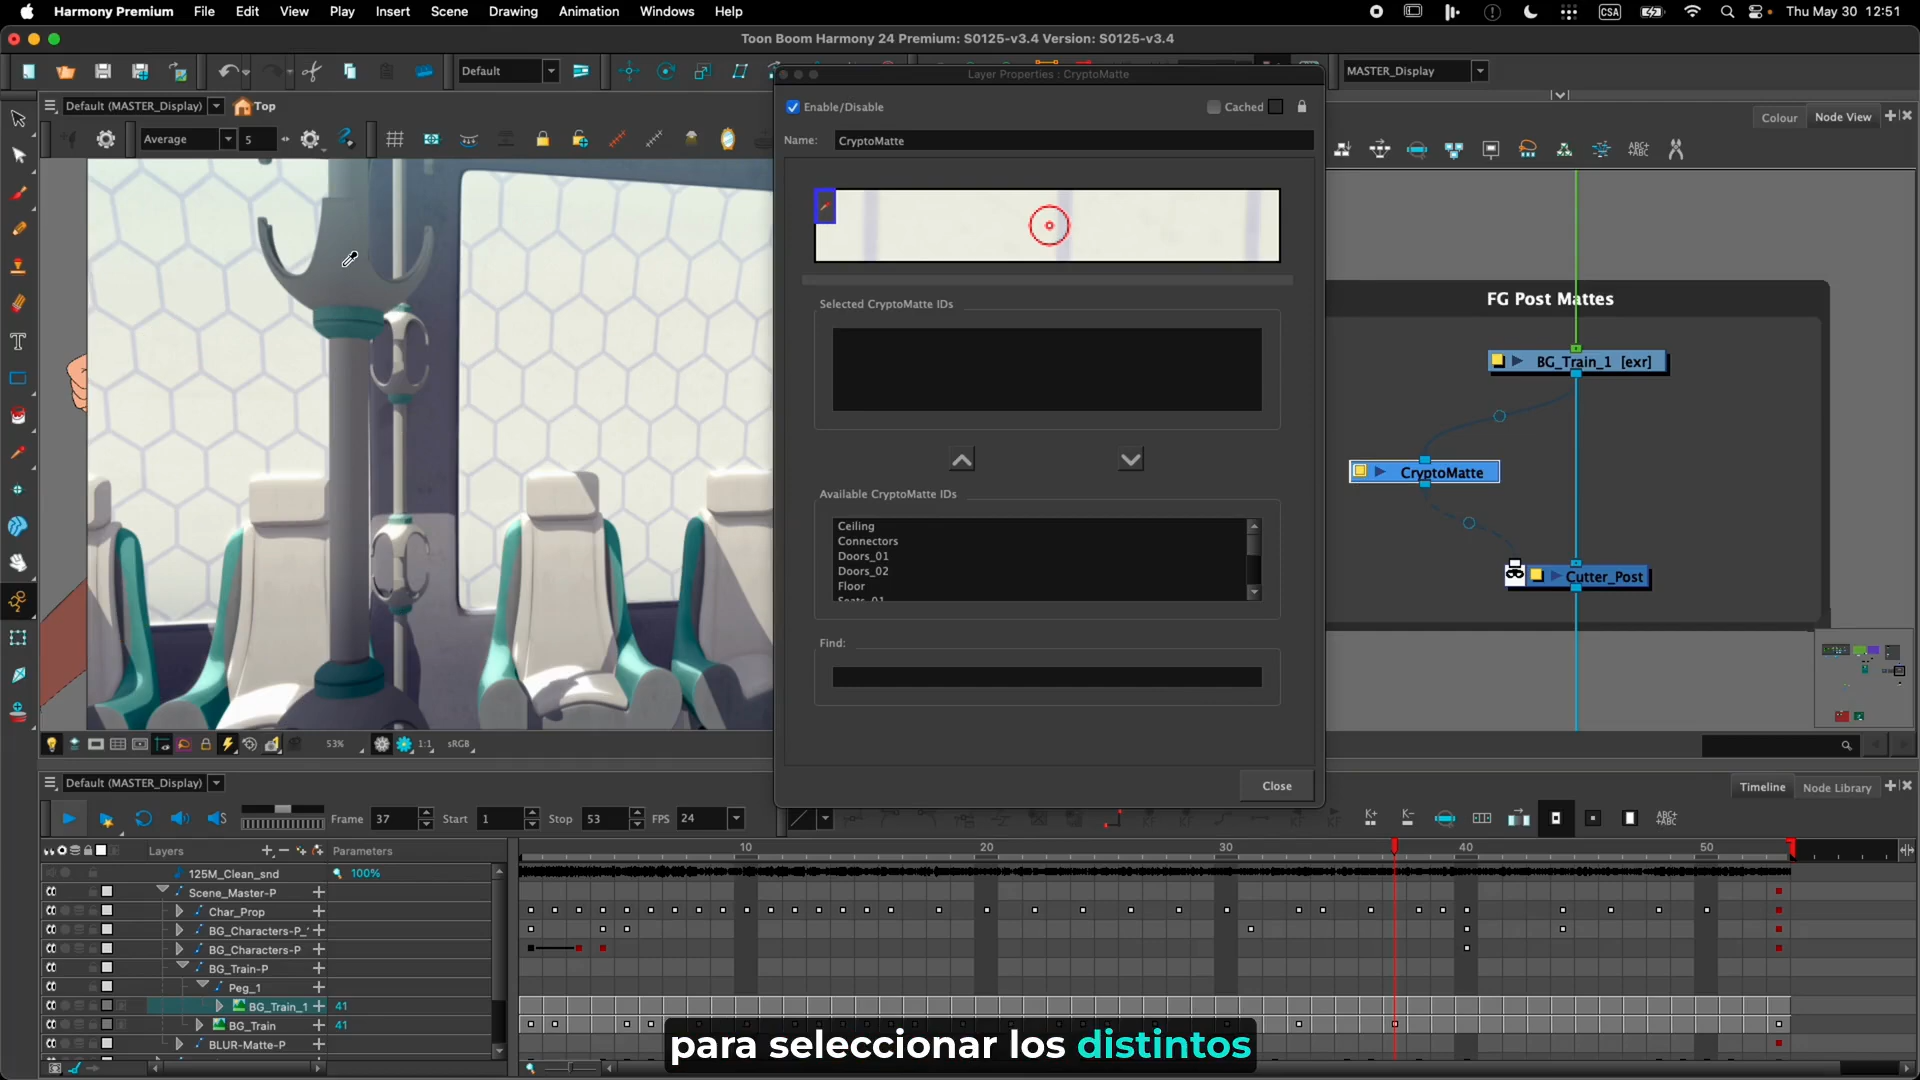 Harmony Premium File Edit View Play Insert Scene Drawing Animation Windows Help
CSA Thu May 30 12:51
Toon Boom Harmony 24 Premium: S0125-v3.4 Version: S0125-v3.4
Default
MASTER_Display
Layer Properties : CryptoMatte
Default (MASTER_Display) Top
Enable/Disable
Cached
Colour Node View
Average 5
Name: CryptoMatte
ABC
Selected CryptoMatte IDs
FG Post Mattes
BG_Train_1 [exr]
CryptoMatte
Available CryptoMatte IDs
Ceiling
Connectors
Doors_01
Doors_02
Floor
Seats_01
Cutter_Post
Find:
53% 1:1 sRGB
Close
Default (MASTER_Display)
Timeline Node Library
Frame 37 Start 1 Stop 53 FPS 24
Layers Parameters
10 20 30 40 50
125M_Clean_snd 100%
Scene_Master-P
Char_Prop
BG_Characters-P_
BG_Characters-P
BG_Train-P
Peg_1
BG_Train_1 41
BG_Train 41
BLUR-Matte-P
para seleccionar los distintos